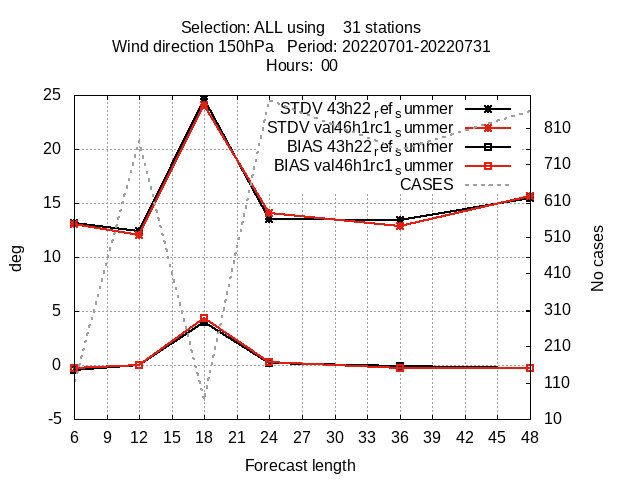 Selection: ALL using    31 stations
Wind direction 150hPa   Period: 20220701-20220731
Hours:  00
25
20
15
10
5
0
-5
deg
STDV 43h22_ref_summer
STDV val46h1rc1_summer
BIAS 43h22_ref_summer
BIAS val46h1rc1_summer
CASES
810
710
610
510
410
310
210
110
10
No cases
6 9 12 15 18 21 24 27 30 33 36 39 42 45 48
Forecast length